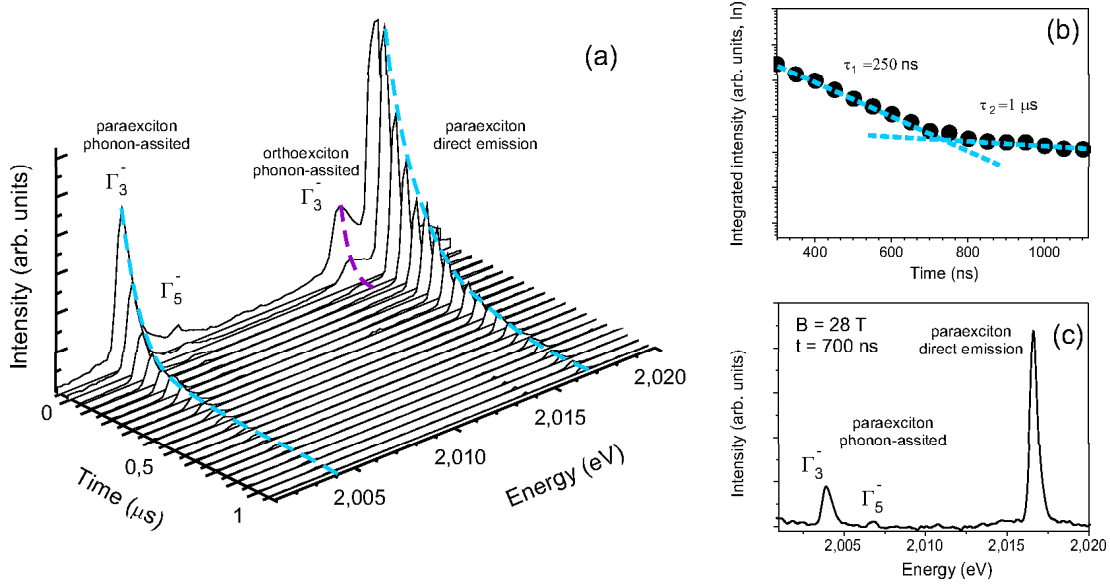 (a)
paraexciton
phonon-assited
Γ3-
Γ5-
orthoexciton
phonon-assited
Γ3-
paraexciton
direct emission
Intensity (arb. units)
0
0,5
1
Time (μs)
2,005
2,010
2,015
2,020
Energy (eV)
(b)
τ1 =250 ns
τ2=1 μs
Integrated intensity (arb. units, ln)
400
600
800
1000
Time (ns)
(c)
B = 28 T
t = 700 ns
paraexciton
direct emission
paraexciton
phonon-assited
Γ3-
Γ5-
Intensity (arb. units)
2,005
2,010
2,015
2,020
Energy (eV)